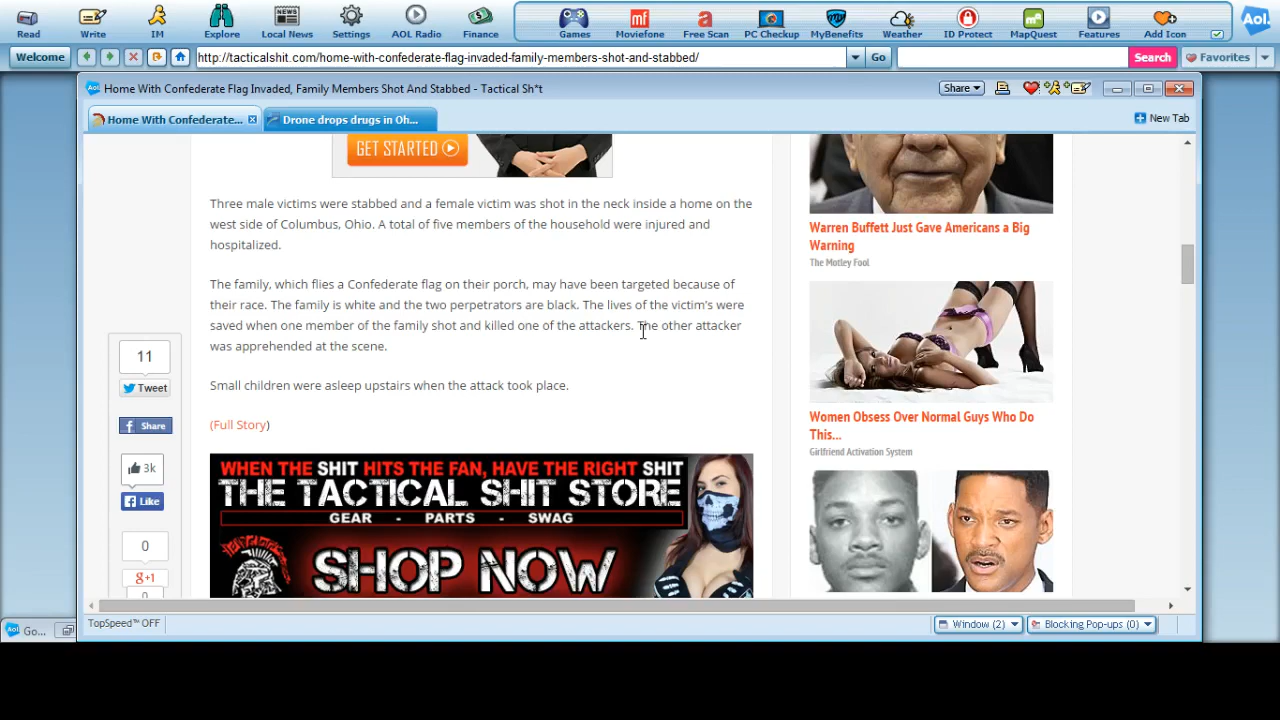 Read
Write
IM
Explore
Local News
Settings
AOL Radio
Finance
Games
Moviefone
Free Scan
PC Checkup
MyBenefits
Weather
ID Protect
MapQuest
Features
Add Icon
Aol.
Welcome
http://tacticalshit.com/home-with-confederate-flag-invaded-family-members-shot-and-stabbed/
Go
Search
Favorites
Aol. Home With Confederate Flag Invaded, Family Members Shot And Stabbed - Tactical Sh*t
Share
Home With Confederate...
Drone drops drugs in Oh...
New Tab
GET STARTED
Three male victims were stabbed and a female victim was shot in the neck inside a home on the
west side of Columbus, Ohio. A total of five members of the household were injured and
hospitalized.
The family, which flies a Confederate flag on their porch, may have been targeted because of
their race. The family is white and the two perpetrators are black. The lives of the victim's were
saved when one member of the family shot and killed one of the attackers. The other attacker
was apprehended at the scene.
Small children were asleep upstairs when the attack took place.
(Full Story)
11
Tweet
Share
3k
Like
0
g+1
0
WHEN THE SHIT HITS THE FAN, HAVE THE RIGHT SHIT
THE TACTICAL SHIT STORE
GEAR - PARTS - SWAG
SHOP NOW
Warren Buffett Just Gave Americans a Big
Warning
The Motley Fool
Women Obsess Over Normal Guys Who Do
This...
Girlfriend Activation System
TopSpeed™ OFF
Window (2)
Blocking Pop-ups (0)
Aol. Go...